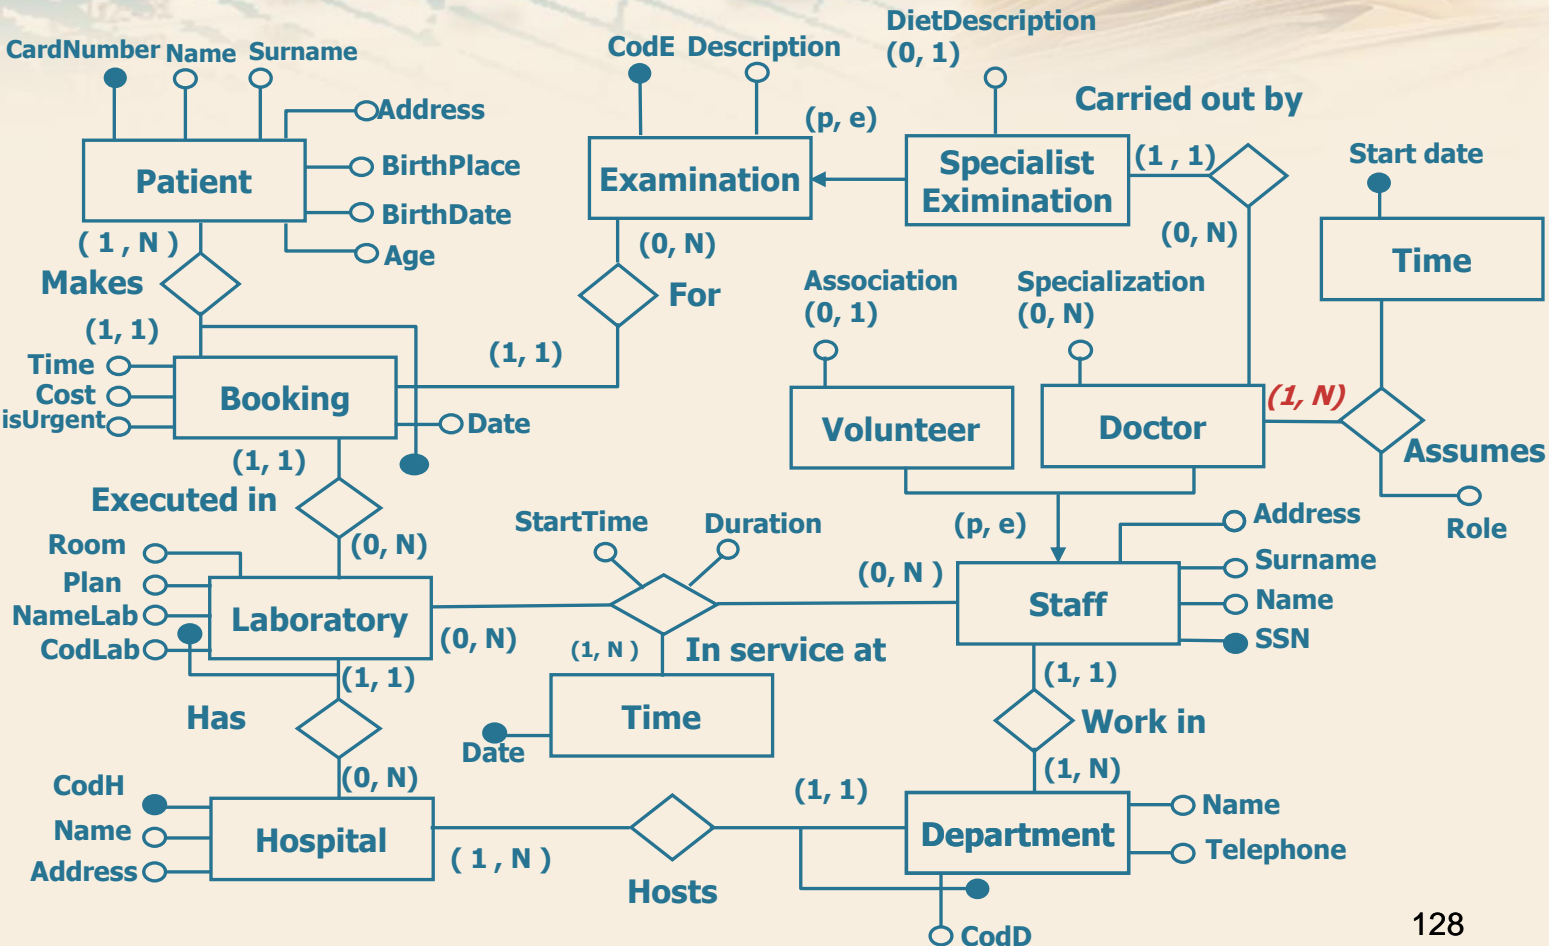 DietDescription
(0, 1)
CardNumber Name Surname
CodE Description
Address
(p, e)
Carried out by
Patient
BirthPlace
BirthDate
Age
Examination
Specialist
Eximination
(1 , 1)
Start date
( 1 , N )
Makes
(0, N)
For
(0, N)
Time
Association
(0, 1)
Specialization
(0, N)
(1, 1)
(1, 1)
Time
Cost
isUrgent
Booking
Date
Volunteer
Doctor
(1, N)
Assumes
Role
(1, 1)
Executed in
(0, N)
StartTime
Duration
(p, e)
Address
Surname
Name
SSN
Room
Plan
NameLab
CodLab
Laboratory
(0, N)
(0, N )
Staff
(1, N )
In service at
(1, 1)
Has
Time
Date
(1, 1)
Work in
(0, N)
(1, N)
CodH
Name
Address
Hospital
( 1 , N )
Hosts
(1, 1)
Department
Name
Telephone
CodD
128